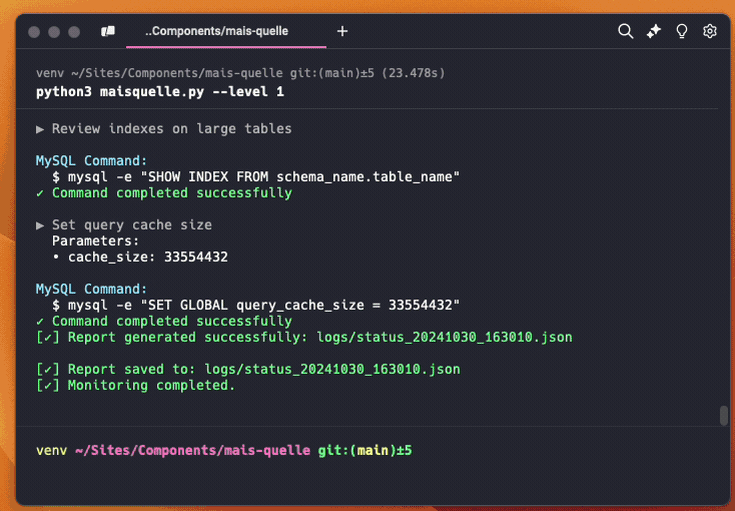 ..Components/mais-quelle
venv ~/Sites/Components/mais-quelle git:(main)±5 (23.478s)
python3 maisquelle.py --level 1
▶ Review indexes on large tables
MySQL Command:
$ mysql -e "SHOW INDEX FROM schema_name.table_name"
✓ Command completed successfully
▶ Set query cache size
Parameters:
• cache_size: 33554432
MySQL Command:
$ mysql -e "SET GLOBAL query_cache_size = 33554432"
✓ Command completed successfully
[✓] Report generated successfully: logs/status_20241030_163010.json
[✓] Report saved to: logs/status_20241030_163010.json
[✓] Monitoring completed.
venv ~/Sites/Components/mais-quelle git:(main)±5